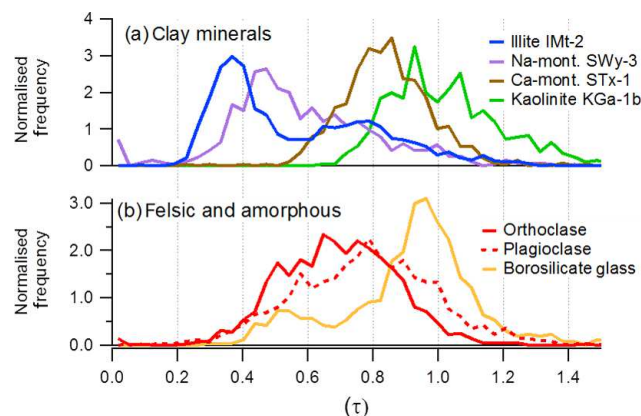 (a) Clay minerals
Normalised
frequency
4
3
2
1
0
Illite IMt-2
Na-mont. SWy-3
Ca-mont. STx-1
Kaolinite KGa-1b
(b) Felsic and amorphous
Normalised
frequency
3.0
2.0
1.0
0.0
Orthoclase
Plagioclase
Borosilicate glass
0.0 0.2 0.4 0.6 0.8 1.0 1.2 1.4
(τ)